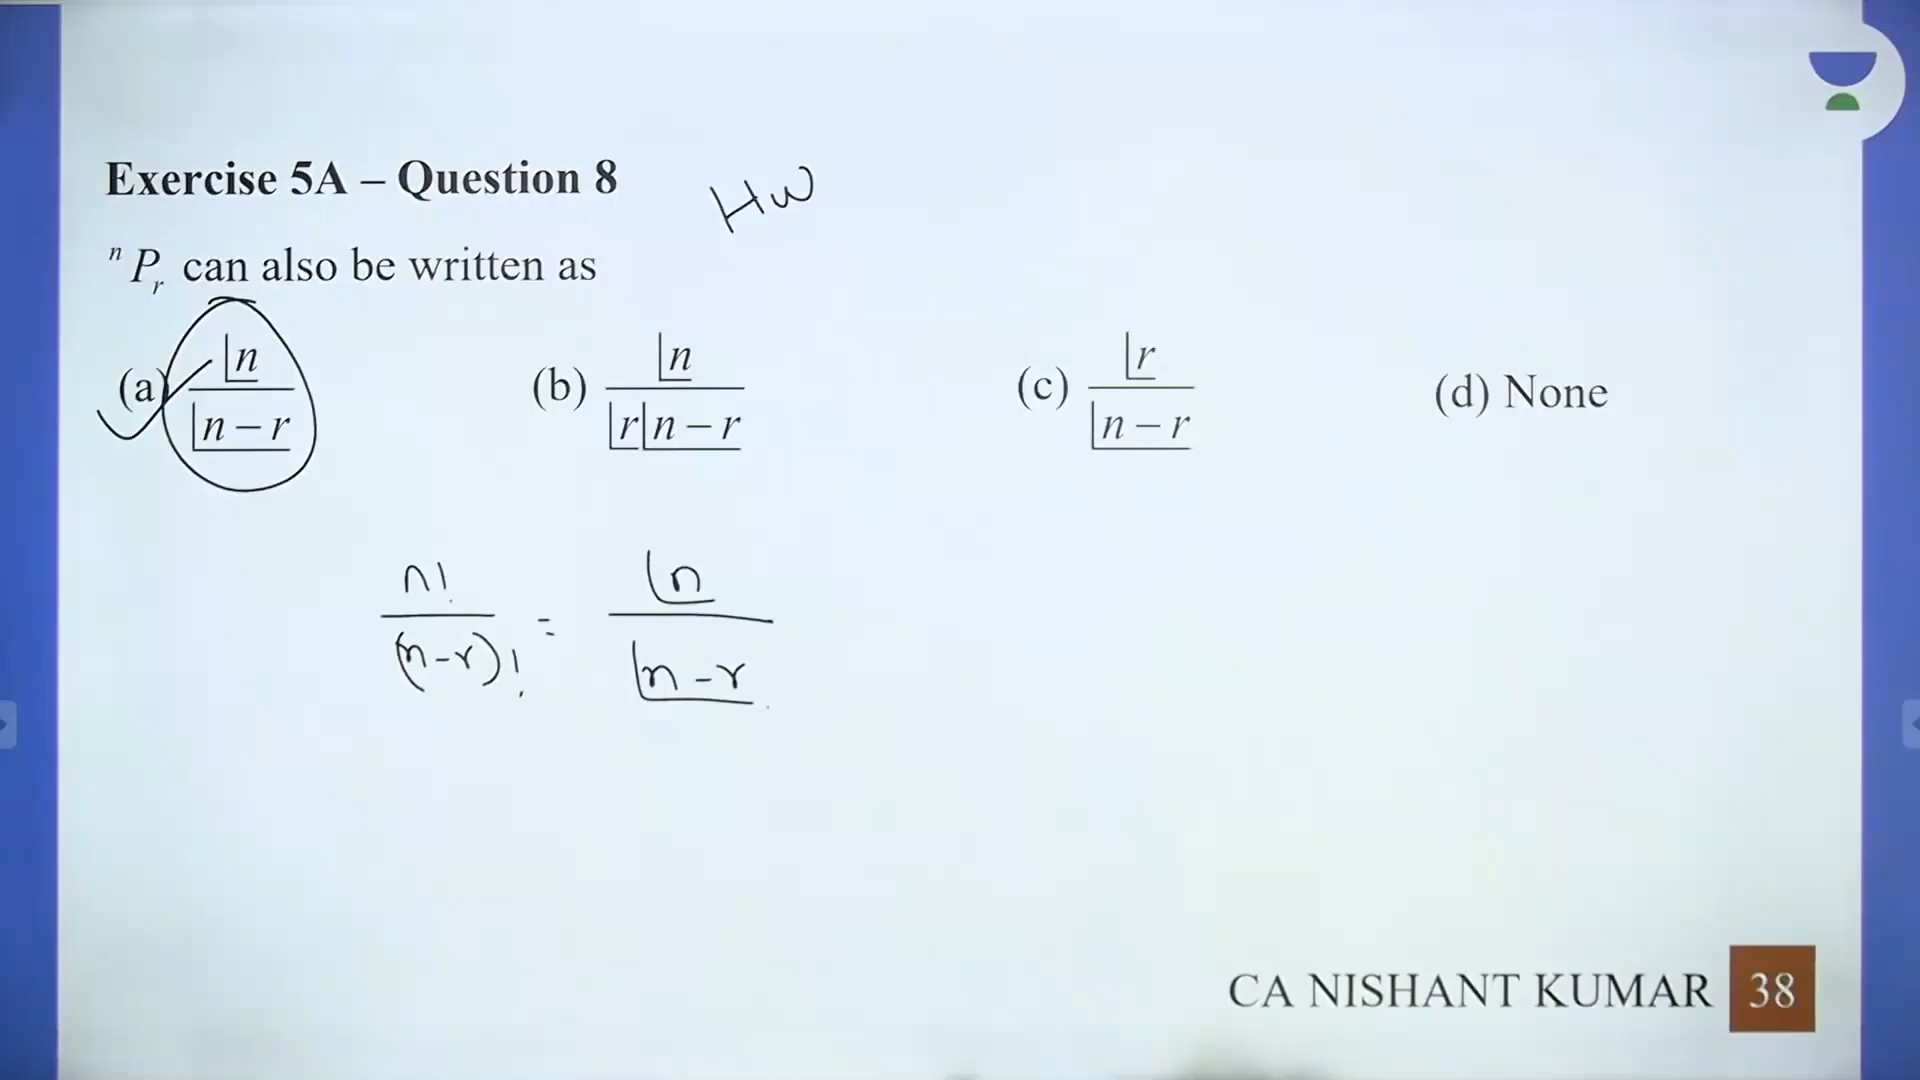 Exercise 5A – Question 8
HW
ⁿPᵣ can also be written as
(a) ⌊n / ⌊n – r (b) ⌊n / ⌊r⌊n – r (c) ⌊r / ⌊n – r (d) None
n! / (n-r)! = ⌊n / ⌊n-r
CA NISHANT KUMAR 38